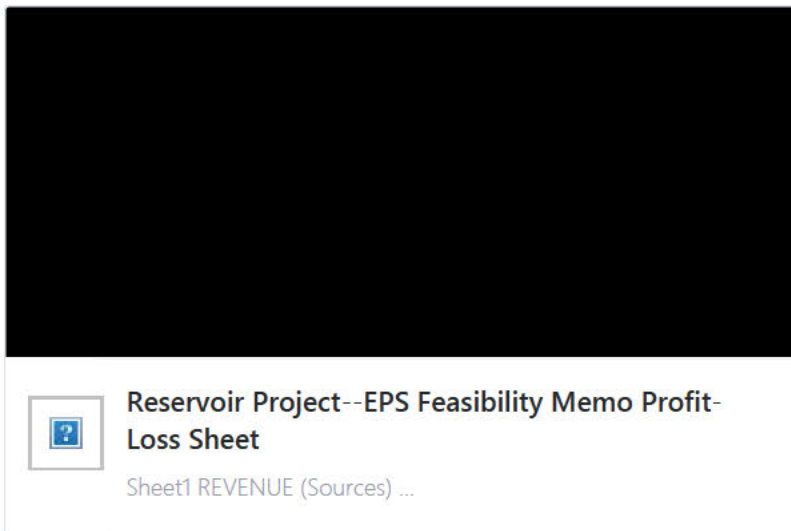 Reservoir Project--EPS Feasibility Memo Profit-
Loss Sheet
?
Sheet1 REVENUE (Sources) ...